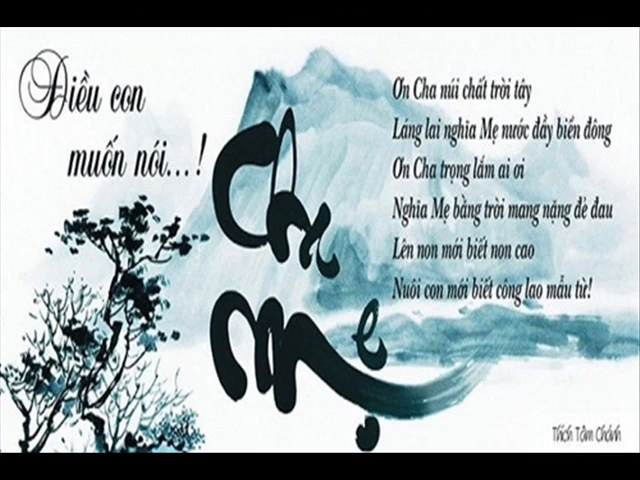 Điều con
muốn nói...!
Cha
Mẹ
Ơn Cha núi chất trời tây
Láng lai nghĩa Mẹ nước đầy biển đông
Ơn Cha trọng lắm ai ơi
Nghĩa Mẹ bằng trời mang nặng đẻ đau
Lên non mới biết non cao
Nuôi con mới biết công lao mẫu từ!
Thích Tâm Chánh